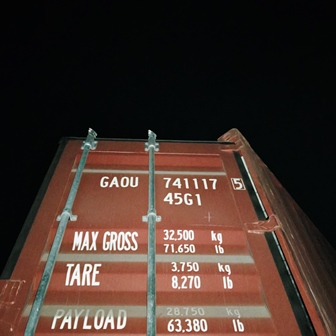 GAOU 741117 5
45G1
MAX GROSS 32,500 kg
71,650 lb
TARE 3,750 kg
8,270 lb
PAYLOAD 28,750 kg
63,380 lb